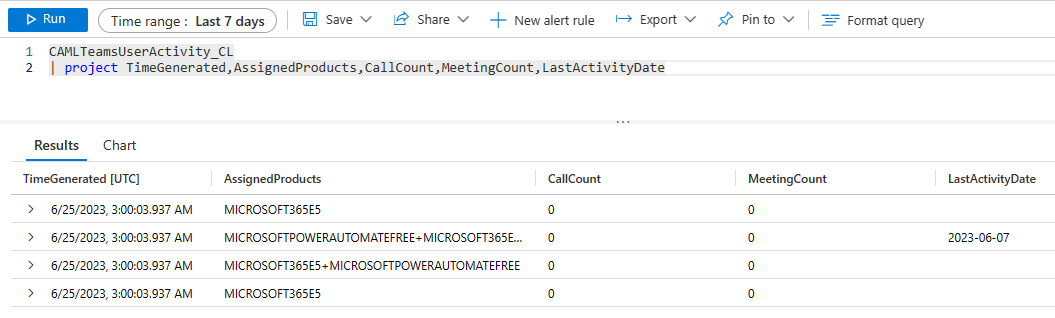 Run Time range : Last 7 days Save Share New alert rule Export Pin to Format query
1 CAMLTeamsUserActivity_CL
2 | project TimeGenerated,AssignedProducts,CallCount,MeetingCount,LastActivityDate
...
Results Chart
TimeGenerated [UTC] AssignedProducts CallCount MeetingCount LastActivityDate
6/25/2023, 3:00:03.937 AM MICROSOFT365E5 0 0
6/25/2023, 3:00:03.937 AM MICROSOFTPOWERAUTOMATEFREE+MICROSOFT365E... 0 0 2023-06-07
6/25/2023, 3:00:03.937 AM MICROSOFT365E5+MICROSOFTPOWERAUTOMATEFREE 0 0
6/25/2023, 3:00:03.937 AM MICROSOFT365E5 0 0